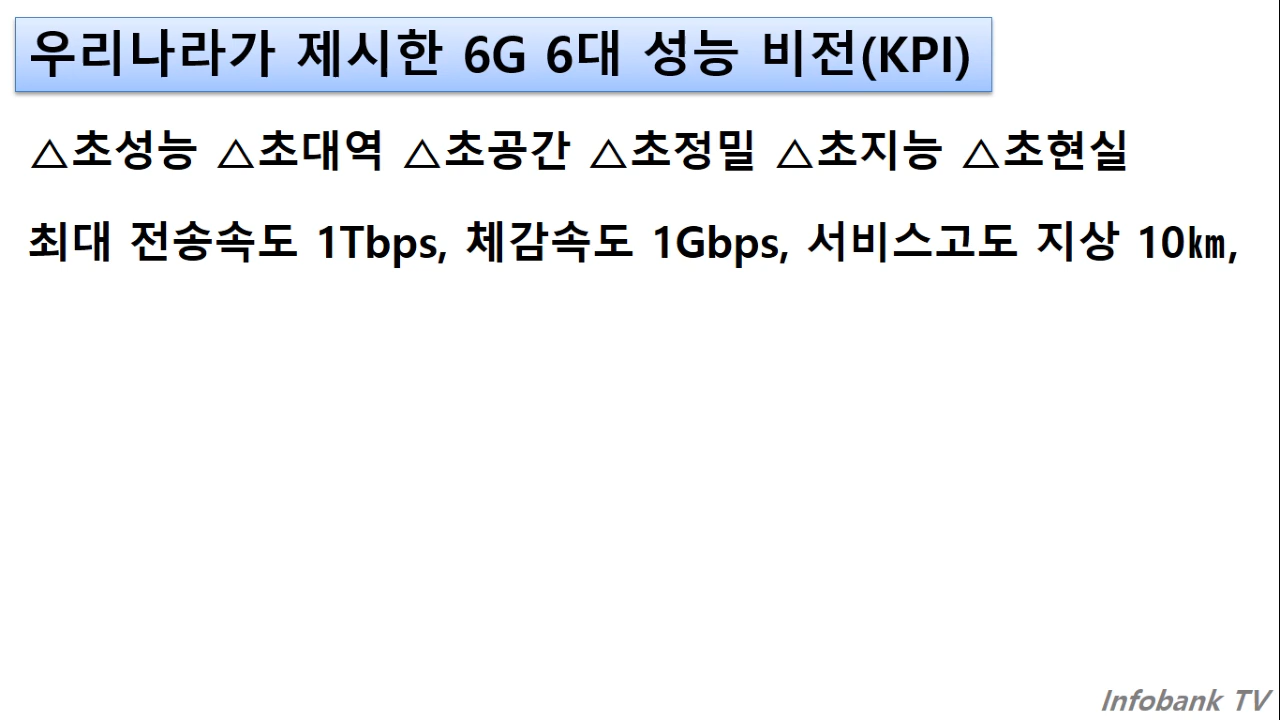 우리나라가 제시한 6G 6대 성능 비전(KPI)
△초성능 △초대역 △초공간 △초정밀 △초지능 △초현실
최대 전송속도 1Tbps, 체감속도 1Gbps, 서비스고도 지상 10㎞,
Infobank TV